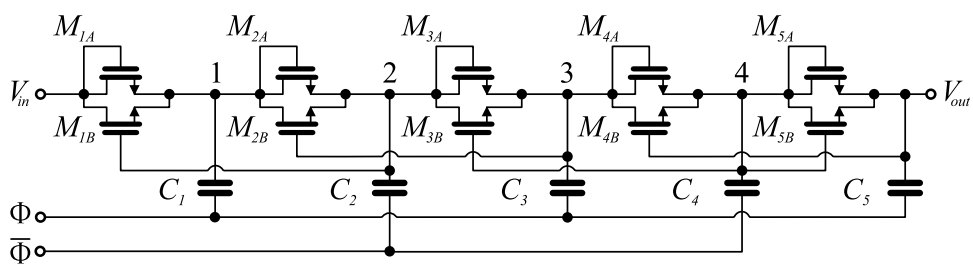 M1A M2A M3A M4A M5A
1 2 3 4
Vin Vout
M1B M2B M3B M4B M5B
C1 C2 C3 C4 C5
Φ
Φ̅